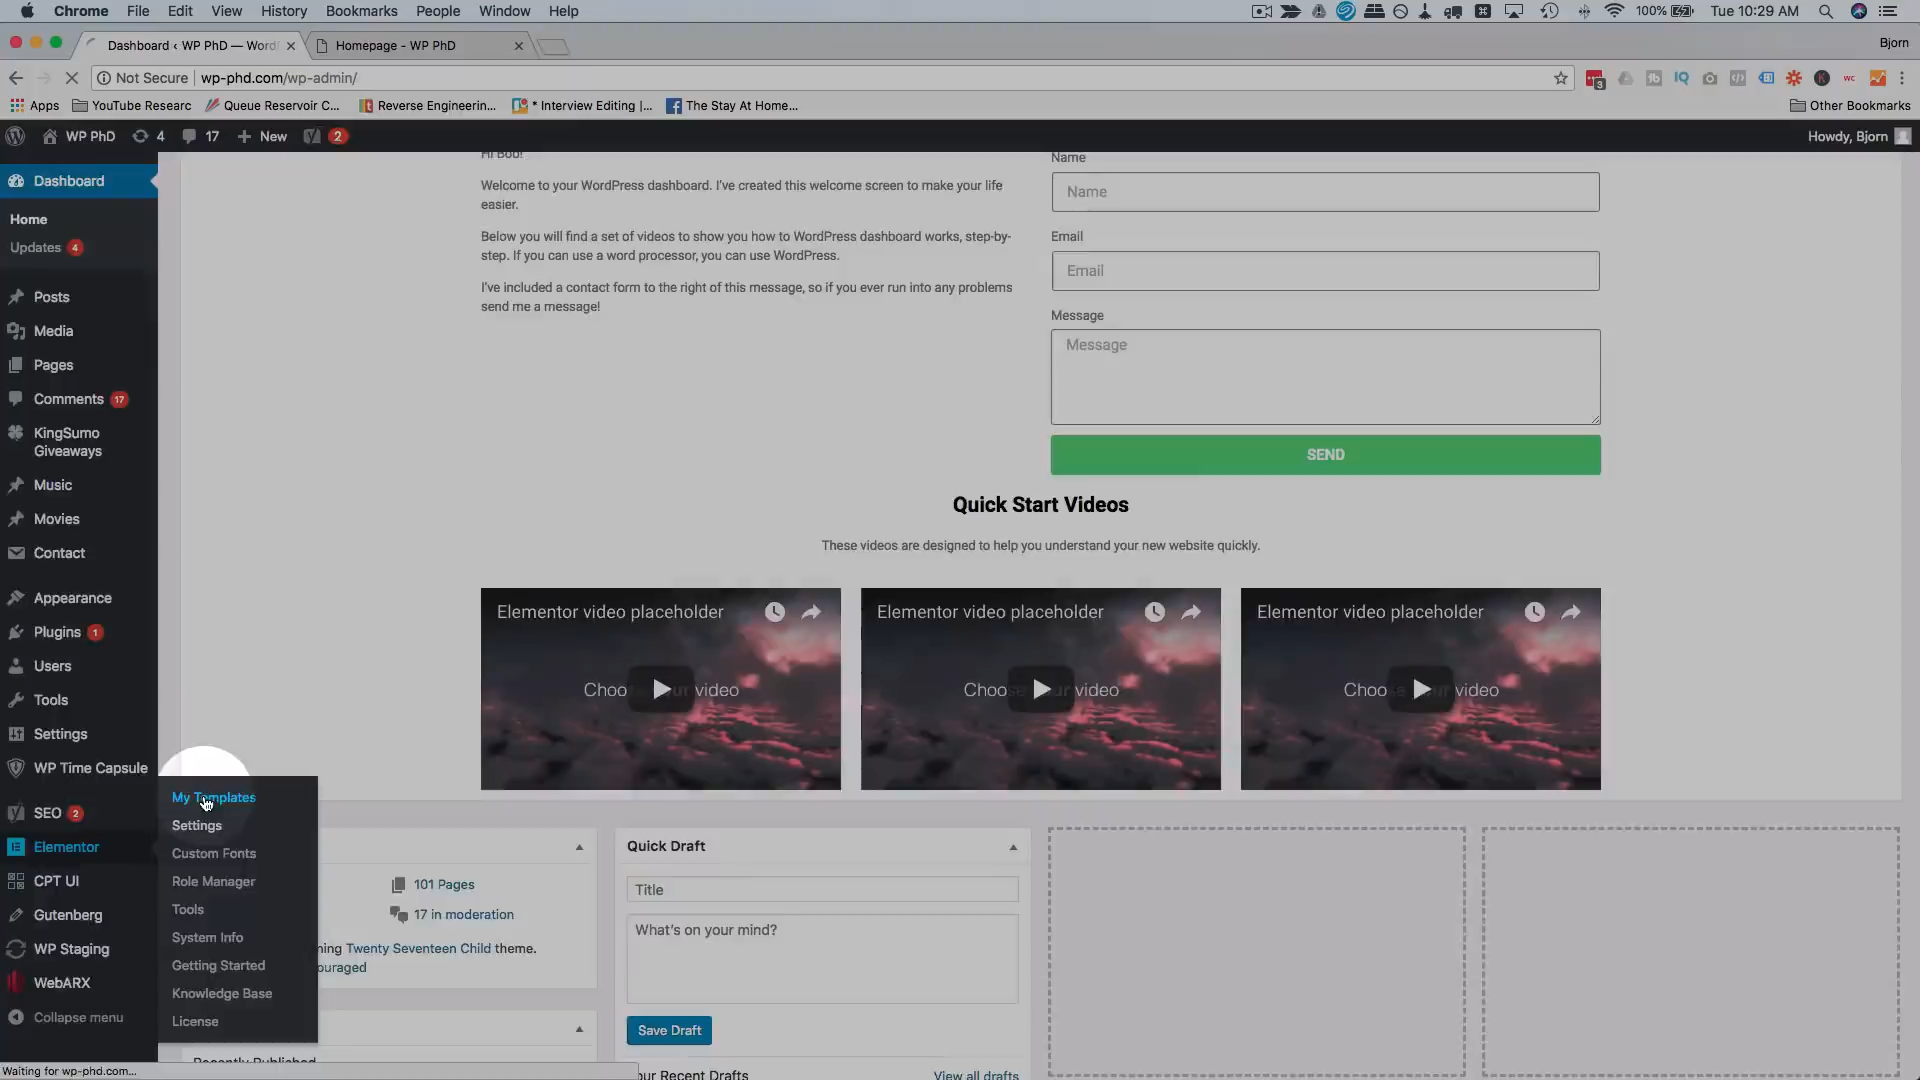 Chrome File Edit View History Bookmarks People Window Help 100% Tue 10:29 AM
Dashboard ‹ WP PhD — Word Homepage - WP PhD Bjorn
Not Secure wp-phd.com/wp-admin/
Apps YouTube Researc Queue Reservoir C... Reverse Engineerin... * Interview Editing |... The Stay At Home... Other Bookmarks
WP PhD 4 17 New 2 Howdy, Bjorn
Dashboard
Home
Updates 4
Posts
Media
Pages
Comments 17
KingSumo
Giveaways
Music
Movies
Contact
Appearance
Plugins 1
Users
Tools
Settings
WP Time Capsule
SEO 2
Elementor
CPT UI
Gutenberg
WP Staging
WebARX
Collapse menu
My Templates
Settings
Custom Fonts
Role Manager
Tools
System Info
Getting Started
Knowledge Base
License
Hi Boo!
Welcome to your WordPress dashboard. I've created this welcome screen to make your life
easier.
Below you will find a set of videos to show you how to WordPress dashboard works, step-by-
step. If you can use a word processor, you can use WordPress.
I've included a contact form to the right of this message, so if you ever run into any problems
send me a message!
Name
Name
Email
Email
Message
Message
SEND
Quick Start Videos
These videos are designed to help you understand your new website quickly.
Elementor video placeholder Elementor video placeholder Elementor video placeholder
Choo ur video Choos video Choo video
101 Pages
17 in moderation
ning Twenty Seventeen Child theme.
ouraged
Recently Published
Quick Draft
Title
What's on your mind?
Save Draft
our Recent Drafts View all drafts
Waiting for wp-phd.com...